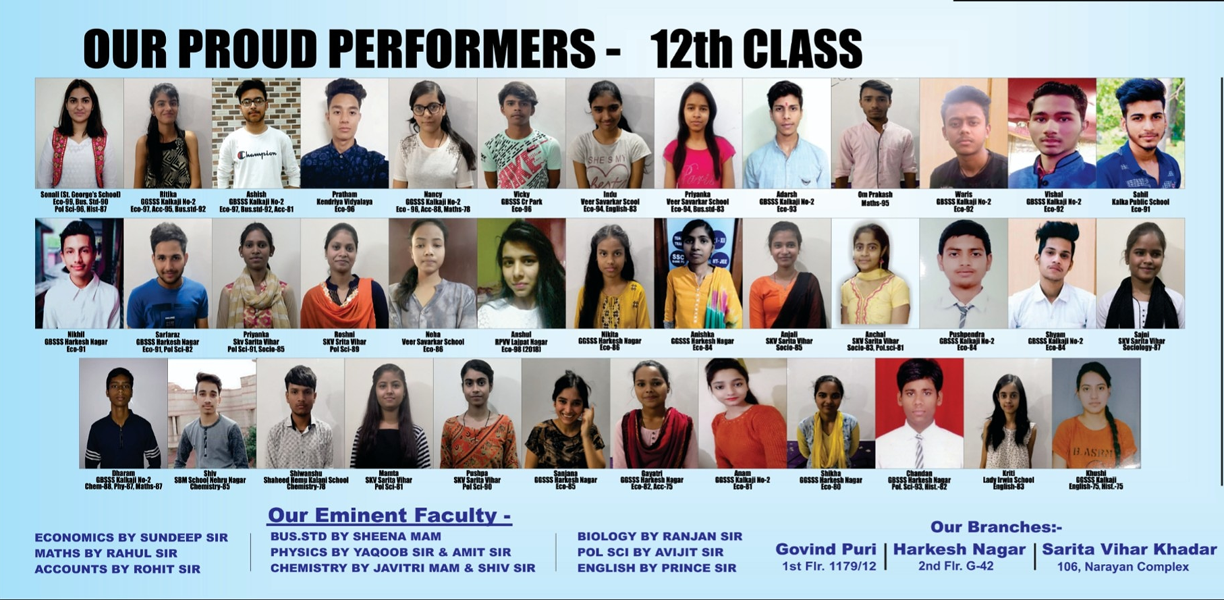 OUR PROUD PERFORMERS - 12th CLASS
Champion
NIKE
SHE IS MY
Sonali (St. George's School)
Eco-99, Bus. Std-90
Pol Sci-96, Hist-87
Ritika
GBSSS Kalkaji No-2
Eco-97, Acc-95, Bus.std-92
Ashish
GBSSS Kalkaji No-2
Eco-97, Bus.std-92, Acc-81
Pratham
Kendriya Vidyalaya
Eco-96
Nancy
GBSSS Kalkaji No-2
Eco - 96, Acc-88, Maths-78
Vicky
GBSSS Cr Park
Eco-96
Indu
Veer Savarkar Scool
Eco-94, English-83
Priyanka
Veer Savarkar School
Eco-94, Bus.std-83
Adarsh
GBSSS Kalkaji No-2
Eco-93
Om Prakash
Maths-95
Waris
GBSSS Kalkaji No-2
Eco-92
Vishal
GBSSS Kalkaji No-2
Eco-92
Sahil
Kalka Public School
Eco-91
SSC
Nikhil
GBSSS Harkesh Nagar
Eco-91
Sarfaraz
GBSSS Harkesh Nagar
Eco-91, Pol Sci-82
Priyanka
SKV Sarita Vihar
Pol Sci-91, Socio-85
Roshni
SKV Srita Vihar
Pol Sci-89
Neha
Veer Savarkar School
Eco-86
Anshul
RPVV Lajpat Nagar
Eco-98 (2018)
Nikita
GGSSS Harkesh Nagar
Eco-86
Anishka
GGSSS Harkesh Nagar
Eco-84
Anjali
SKV Sarita Vihar
Socio-85
Anchal
SKV Sarita Vihar
Socio-83, Pol.sci-81
Pushpendra
GBSSS Kalkaji No-2
Eco-84
Shyam
GBSSS Kalkaji No-2
Eco-84
Sajni
SKV Sarita Vihar
Sociology-87
Dharam
GBSSS Kalkaji No-2
Chem-88, Phy-87, Maths-87
Shiv
SBM School Nehru Nagar
Chemistry-85
Shiwanshu
Shaheed Hemu Kalani School
Chemistry-78
Mamta
SKV Sarita Vihar
Pol Sci-81
Pushpa
SKV Sarita Vihar
Pol Sci-90
Sanjana
GGSSS Harkesh Nagar
Eco-85
Gayatri
GGSSS Harkesh Nagar
Eco-82, Acc-75
Anam
GGSSS Kalkaji No-2
Eco-81
Shikha
GGSSS Harkesh Nagar
Eco-80
Chandan
GBSSS Harkesh Nagar
Pol. Sci-93, Hist.-82
Kriti
Lady Irwin School
English-83
Khushi
GGSSS Kalkaji
English-75, Hist.-75
Our Eminent Faculty -
ECONOMICS BY SUNDEEP SIR
MATHS BY RAHUL SIR
ACCOUNTS BY ROHIT SIR
BUS.STD BY SHEENA MAM
PHYSICS BY YAQOOB SIR & AMIT SIR
CHEMISTRY BY JAVITRI MAM & SHIV SIR
BIOLOGY BY RANJAN SIR
POL SCI BY AVIJIT SIR
ENGLISH BY PRINCE SIR
Our Branches:-
Govind Puri
1st Flr. 1179/12
Harkesh Nagar
2nd Flr. G-42
Sarita Vihar Khadar
106, Narayan Complex